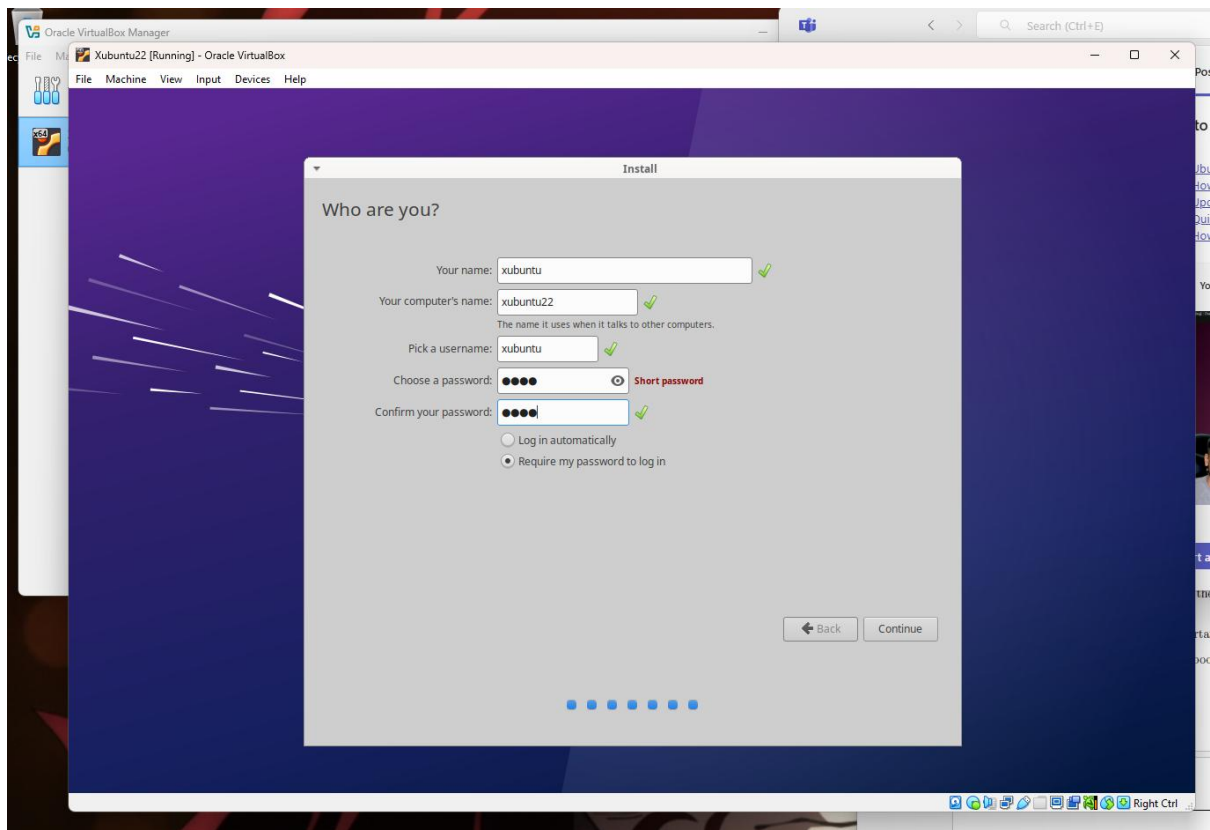 Oracle VirtualBox Manager
Search (Ctrl+E)
File
Xubuntu22 [Running] - Oracle VirtualBox
File Machine View Input Devices Help
x64
Install
Who are you?
Your name: xubuntu
Your computer's name: xubuntu22
The name it uses when it talks to other computers.
Pick a username: xubuntu
Choose a password: Short password
Confirm your password:
Log in automatically
Require my password to log in
Back Continue
Right Ctrl